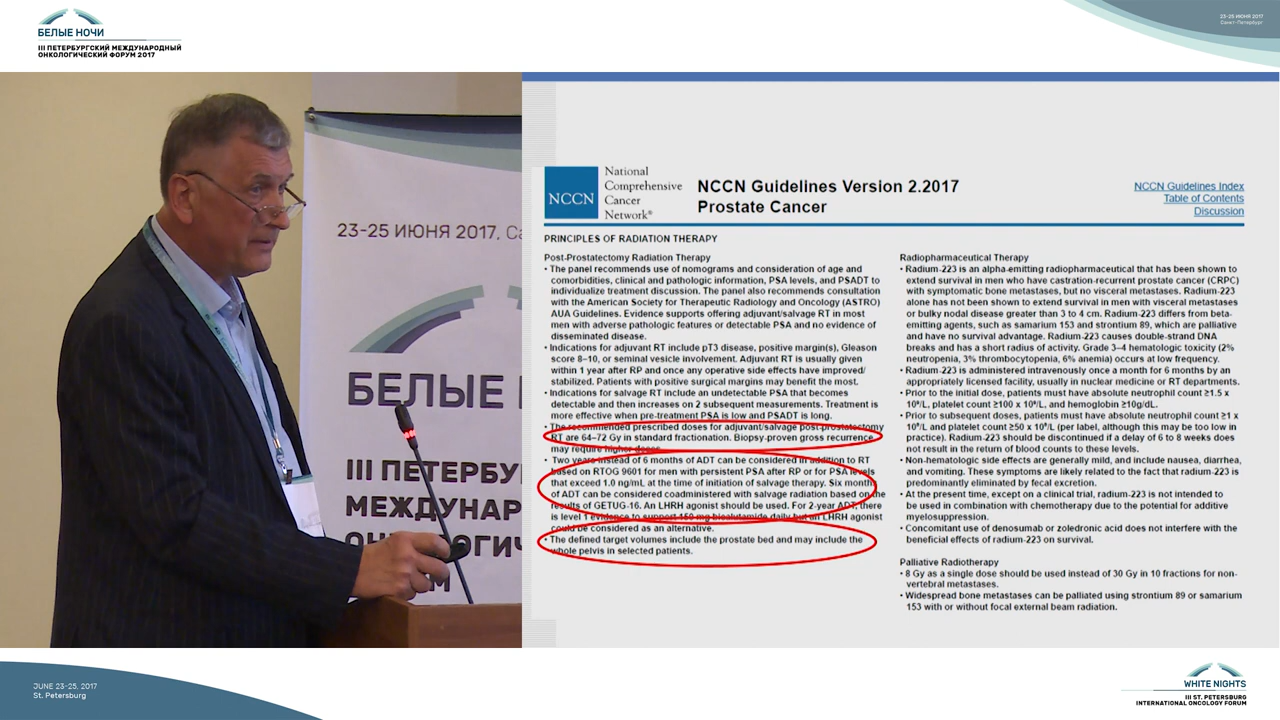 БЕЛЫЕ НОЧИ
III ПЕТЕРБУРГСКИЙ МЕЖДУНАРОДНЫЙ
ОНКОЛОГИЧЕСКИЙ ФОРУМ 2017
23-25 ИЮНЯ 2017
Санкт-Петербург
23-25 ИЮНЯ 2017, Са
БЕЛЫЕ
III ПЕТЕРБУ
МЕЖДУНАР
NCCN
National
Comprehensive
Cancer
Network®
NCCN Guidelines Version 2.2017
Prostate Cancer
NCCN Guidelines Index
Table of Contents
Discussion
PRINCIPLES OF RADIATION THERAPY
Post-Prostatectomy Radiation Therapy
• The panel recommends use of nomograms and consideration of age and
comorbidities, clinical and pathologic information, PSA levels, and PSADT to
individualize treatment discussion. The panel also recommends consultation
with the American Society for Therapeutic Radiology and Oncology (ASTRO)
AUA Guidelines. Evidence supports offering adjuvant/salvage RT in most
men with adverse pathologic features or detectable PSA and no evidence of
disseminated disease.
• Indications for adjuvant RT include pT3 disease, positive margin(s), Gleason
score 8–10, or seminal vesicle involvement. Adjuvant RT is usually given
within 1 year after RP and once any operative side effects have improved/
stabilized. Patients with positive surgical margins may benefit the most.
• Indications for salvage RT include an undetectable PSA that becomes
detectable and then increases on 2 subsequent measurements. Treatment is
more effective when pre-treatment PSA is low and PSADT is long.
• The recommended prescribed doses for adjuvant/salvage post-prostatectomy
RT are 64–72 Gy in standard fractionation. Biopsy-proven gross recurrence
may require higher doses.
• Two years instead of 6 months of ADT can be considered in addition to RT
based on RTOG 9601 for men with persistent PSA after RP or for PSA levels
that exceed 1.0 ng/mL at the time of initiation of salvage therapy. Six months
of ADT can be considered coadministered with salvage radiation based on the
results of GETUG-16. An LHRH agonist should be used. For 2-year ADT, there
is level 1 evidence to support 150 mg bicalutamide daily but an LHRH agonist
could be considered as an alternative.
• The defined target volumes include the prostate bed and may include the
whole pelvis in selected patients.
Radiopharmaceutical Therapy
• Radium-223 is an alpha-emitting radiopharmaceutical that has been shown to
extend survival in men who have castration-recurrent prostate cancer (CRPC)
with symptomatic bone metastases, but no visceral metastases. Radium-223
alone has not been shown to extend survival in men with visceral metastases
or bulky nodal disease greater than 3 to 4 cm. Radium-223 differs from beta-
emitting agents, such as samarium 153 and strontium 89, which are palliative
and have no survival advantage. Radium-223 causes double-strand DNA
breaks and has a short radius of activity. Grade 3–4 hematologic toxicity (2%
neutropenia, 3% thrombocytopenia, 6% anemia) occurs at low frequency.
• Radium-223 is administered intravenously once a month for 6 months by an
appropriately licensed facility, usually in nuclear medicine or RT departments.
• Prior to the initial dose, patients must have absolute neutrophil count ≥1.5 x
10⁹/L, platelet count ≥100 x 10⁹/L, and hemoglobin ≥10g/dL.
• Prior to subsequent doses, patients must have absolute neutrophil count ≥1 x
10⁹/L and platelet count ≥50 x 10⁹/L (per label, although this may be too low in
practice). Radium-223 should be discontinued if a delay of 6 to 8 weeks does
not result in the return of blood counts to these levels.
• Non-hematologic side effects are generally mild, and include nausea, diarrhea,
and vomiting. These symptoms are likely related to the fact that radium-223 is
predominantly eliminated by fecal excretion.
• At the present time, except on a clinical trial, radium-223 is not intended to
be used in combination with chemotherapy due to the potential for additive
myelosuppression.
• Concomitant use of denosumab or zoledronic acid does not interfere with the
beneficial effects of radium-223 on survival.
Palliative Radiotherapy
• 8 Gy as a single dose should be used instead of 30 Gy in 10 fractions for non-
vertebral metastases.
• Widespread bone metastases can be palliated using strontium 89 or samarium
153 with or without focal external beam radiation.
JUNE 23-25, 2017
St. Petersburg
WHITE NIGHTS
III ST. PETERSBURG
INTERNATIONAL ONCOLOGY FORUM